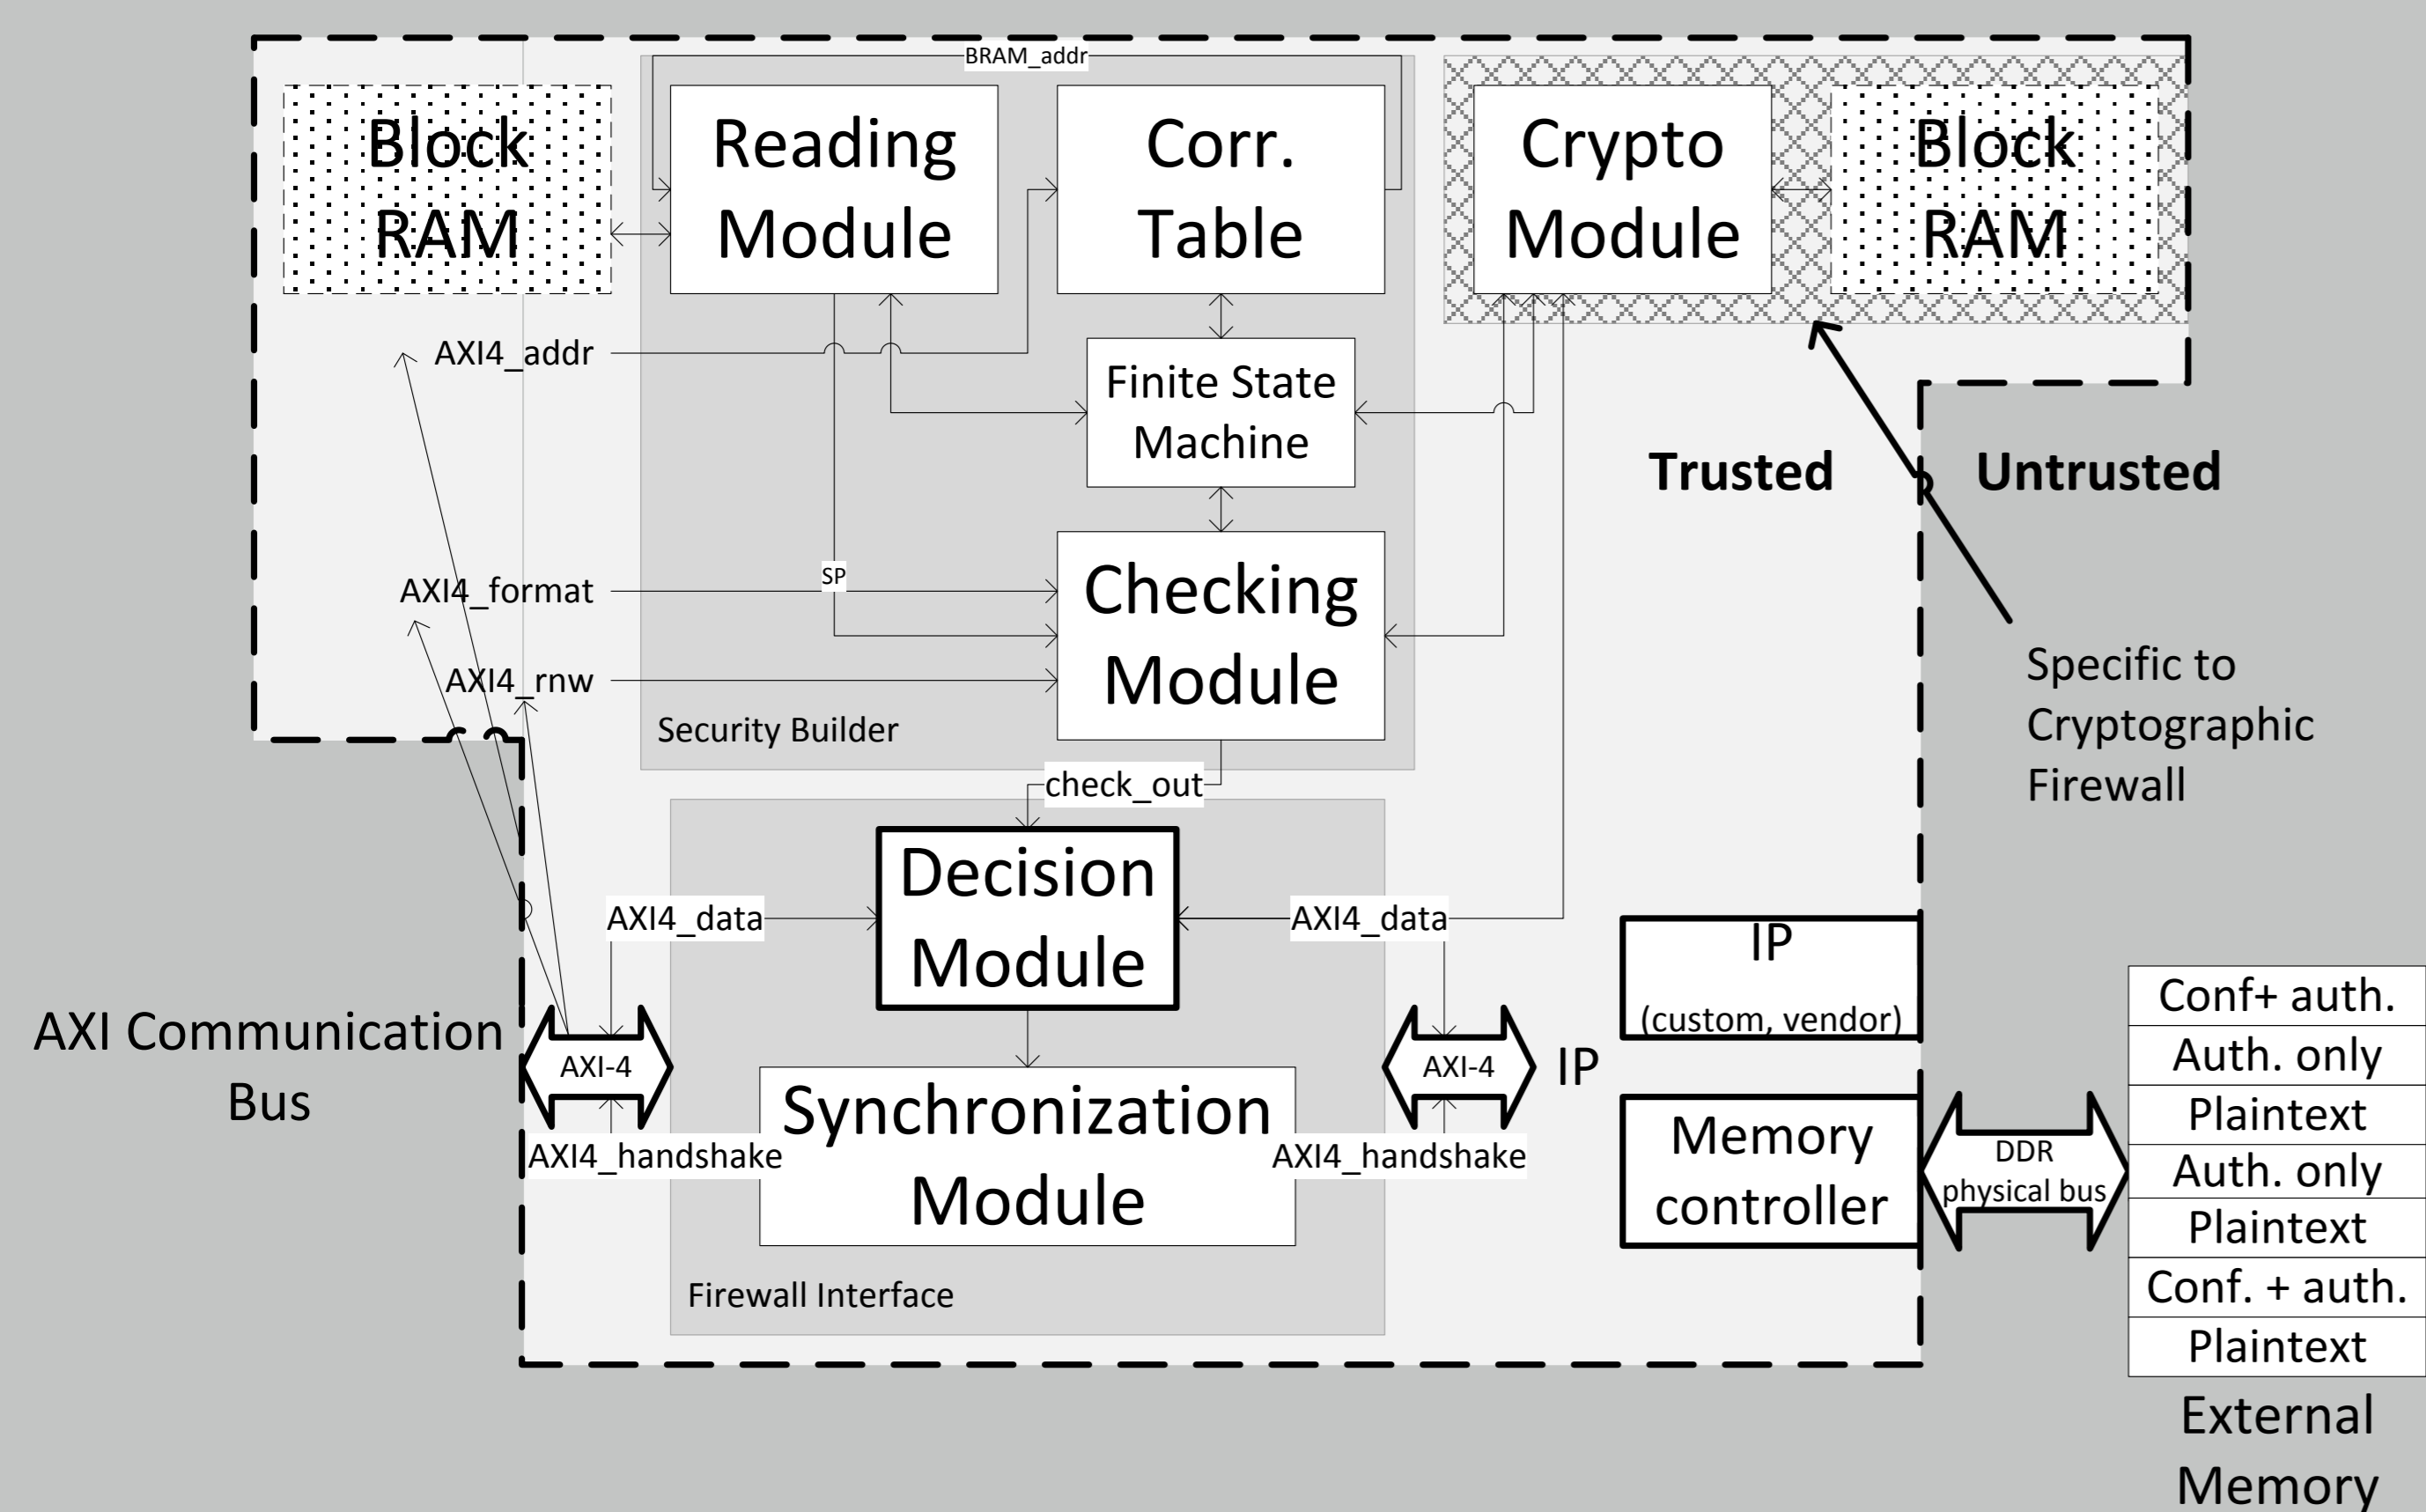 BRAM_addr
Block
RAM
Reading
Module
Corr.
Table
Crypto
Module
Block
RAM
AXI4_addr
Finite State
Machine
Trusted
Untrusted
AXI4_format
SP
Checking
Module
AXI4_rnw
Security Builder
Specific to
Cryptographic
Firewall
check_out
Decision
Module
AXI4_data
AXI4_data
IP
(custom, vendor)
AXI Communication
Bus
AXI-4
AXI-4
IP
Synchronization
Module
AXI4_handshake
AXI4_handshake
Memory
controller
DDR
physical bus
Firewall Interface
Conf+ auth.
Auth. only
Plaintext
Auth. only
Plaintext
Conf. + auth.
Plaintext
External
Memory